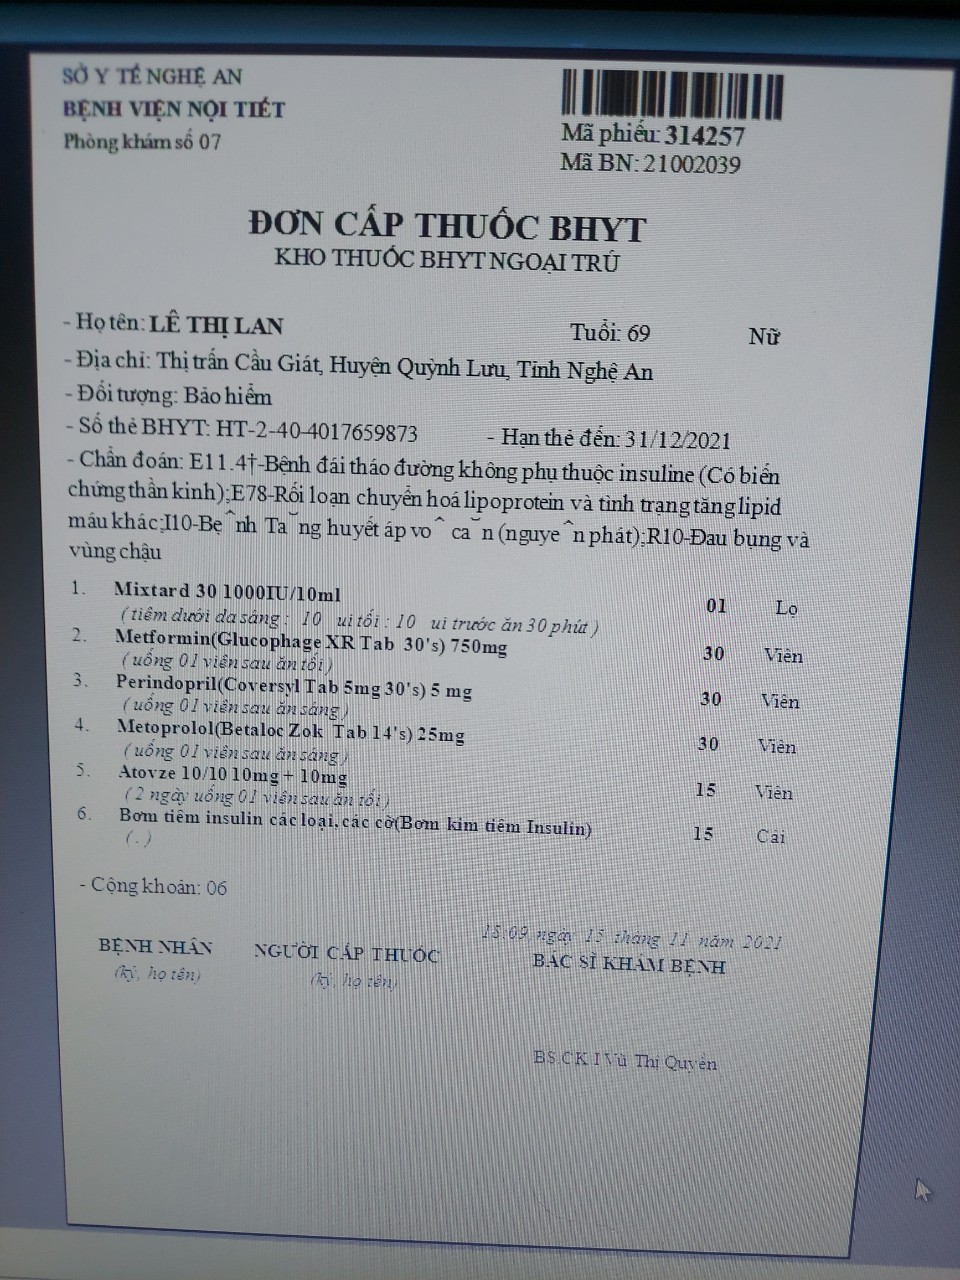 SỞ Y TẾ NGHỆ AN
BỆNH VIỆN NỘI TIẾT
Phòng khám số 07
Mã phiếu: 314257
Mã BN: 21002039
ĐƠN CẤP THUỐC BHYT
KHO THUỐC BHYT NGOẠI TRÚ
- Họ tên: LÊ THỊ LAN Tuổi: 69 Nữ
- Địa chỉ: Thị trấn Cầu Giát, Huyện Quỳnh Lưu, Tỉnh Nghệ An
- Đối tượng: Bảo hiểm
- Số thẻ BHYT: HT-2-40-4017659873 - Hạn thẻ đến: 31/12/2021
- Chẩn đoán: E11.4†-Bệnh đái tháo đường không phụ thuộc insuline (Có biến
chứng thần kinh);E78-Rối loạn chuyển hoá lipoprotein và tình trạng tăng lipid
máu khác;I10-Bẹ ̂nh Ta ̆ng huyết áp vo ̂ ca ̆n (nguye ̂n phát);R10-Đau bụng và
vùng chậu
1. Mixtard 30 1000IU/10ml 01 Lọ
( tiêm dưới da sáng : 10 ui tối : 10 ui trước ăn 30 phút )
2. Metformin(Glucophage XR Tab 30's) 750mg 30 Viên
( uống 01 viên sau ăn tối )
3. Perindopril(Coversyl Tab 5mg 30's) 5 mg 30 Viên
( uống 01 viên sau ăn sáng )
4. Metoprolol(Betaloc Zok Tab 14's) 25mg 30 Viên
( uống 01 viên sau ăn sáng )
5. Atovze 10/10 10mg + 10mg 15 Viên
( 2 ngày uống 01 viên sau ăn tối )
6. Bơm tiêm insulin các loại, các cỡ(Bơm kim tiêm Insulin) 15 Cái
( . )
- Cộng khoản: 06
15:09 ngày 15 tháng 11 năm 2021
BỆNH NHÂN NGƯỜI CẤP THUỐC BÁC SĨ KHÁM BỆNH
(ký, họ tên) (ký, họ tên)
BS.CK I Vũ Thị Quyền